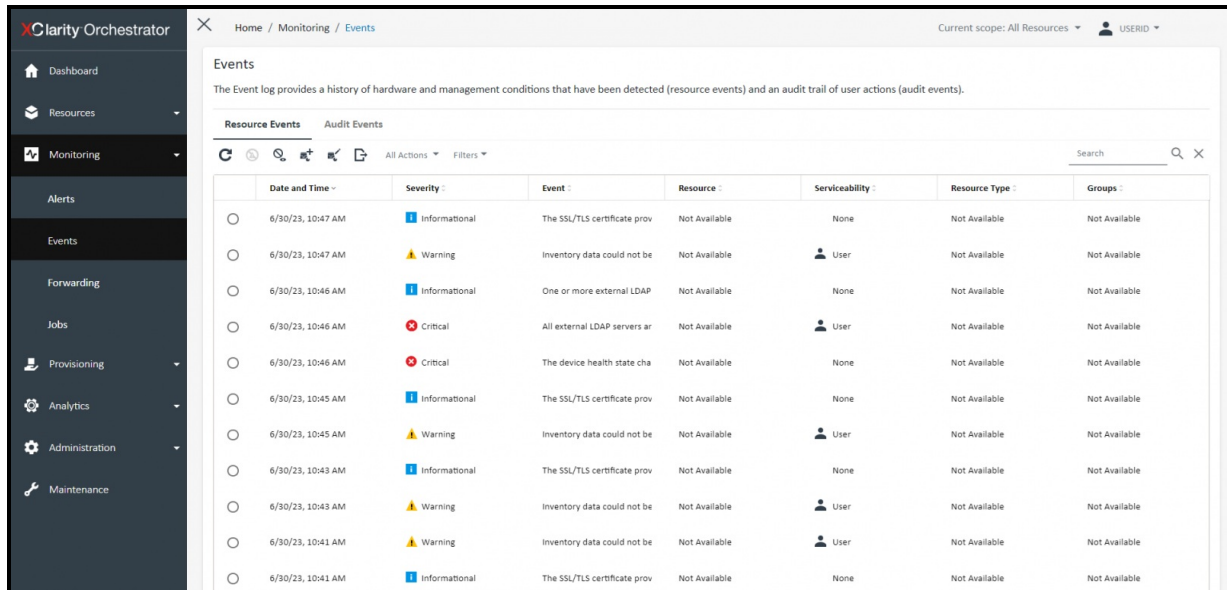 XClarity Orchestrator
Home / Monitoring / Events
Current scope: All Resources
USERID
Dashboard
Resources
Monitoring
Alerts
Events
Forwarding
Jobs
Provisioning
Analytics
Administration
Maintenance
Events
The Event log provides a history of hardware and management conditions that have been detected (resource events) and an audit trail of user actions (audit events).
Resource Events Audit Events
All Actions Filters Search
Date and Time Severity Event Resource Serviceability Resource Type Groups
6/30/23, 10:47 AM Informational The SSL/TLS certificate prov Not Available None Not Available Not Available
6/30/23, 10:47 AM Warning Inventory data could not be Not Available User Not Available Not Available
6/30/23, 10:46 AM Informational One or more external LDAP Not Available None Not Available Not Available
6/30/23, 10:46 AM Critical All external LDAP servers ar Not Available User Not Available Not Available
6/30/23, 10:46 AM Critical The device health state cha Not Available None Not Available Not Available
6/30/23, 10:45 AM Informational The SSL/TLS certificate prov Not Available None Not Available Not Available
6/30/23, 10:45 AM Warning Inventory data could not be Not Available User Not Available Not Available
6/30/23, 10:43 AM Informational The SSL/TLS certificate prov Not Available None Not Available Not Available
6/30/23, 10:43 AM Warning Inventory data could not be Not Available User Not Available Not Available
6/30/23, 10:41 AM Warning Inventory data could not be Not Available User Not Available Not Available
6/30/23, 10:41 AM Informational The SSL/TLS certificate prov Not Available None Not Available Not Available